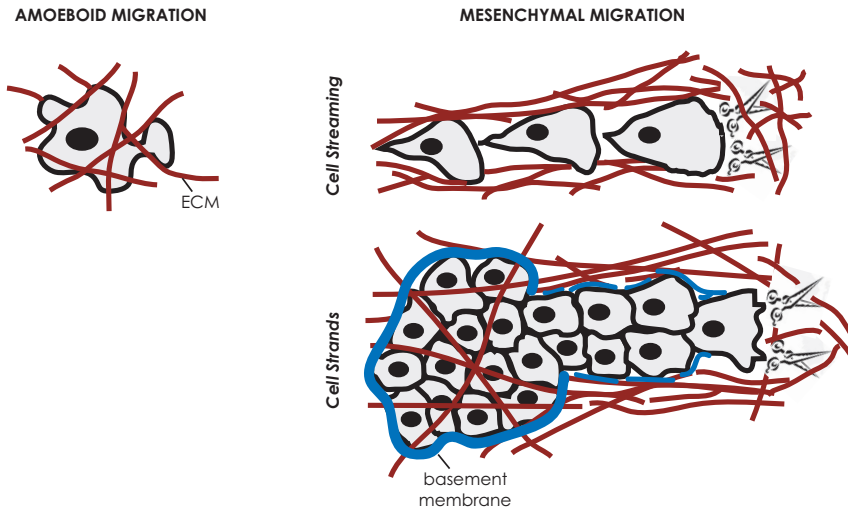 AMOEBOID MIGRATION
MESENCHYMAL MIGRATION
Cell Streaming
ECM
Cell Strands
basement
membrane